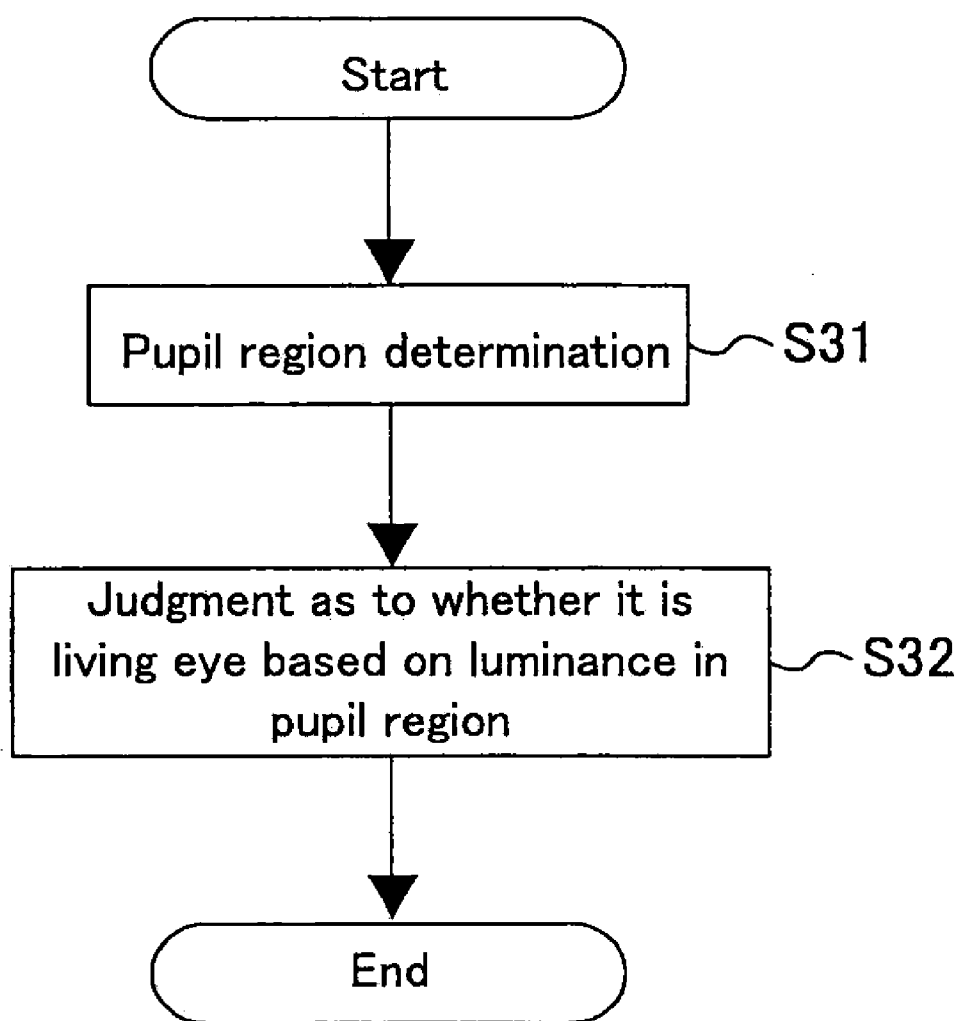 Start
Pupil region determination
S31
Judgment as to whether it is
living eye based on luminance in
pupil region
S32
End